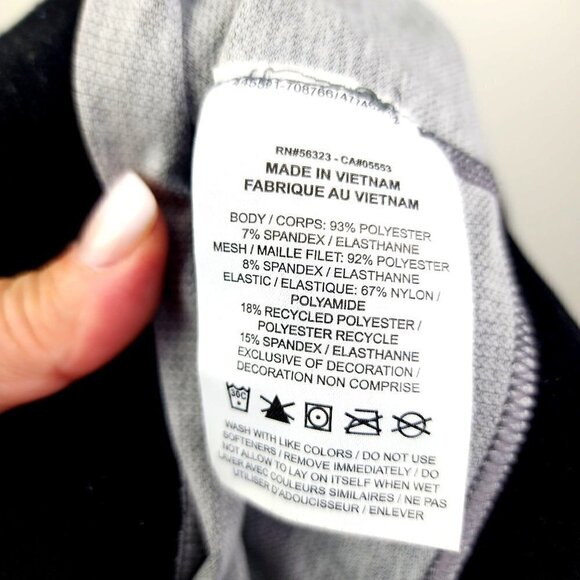 RN#56323 - CA#05553
MADE IN VIETNAM
FABRIQUE AU VIETNAM
BODY / CORPS: 93% POLYESTER
7% SPANDEX / ELASTHANNE
MESH / MAILLE FILET: 92% POLYESTER
8% SPANDEX / ELASTHANNE
ELASTIC / ELASTIQUE: 67% NYLON /
POLYAMIDE
18% RECYCLED POLYESTER /
POLYESTER RECYCLE
15% SPANDEX / ELASTHANNE
EXCLUSIVE OF DECORATION /
DECORATION NON COMPRISE
30C
WASH WITH LIKE COLORS / DO NOT USE
SOFTENERS / REMOVE IMMEDIATELY / DO
NOT ALLOW TO LAY ON ITSELF WHEN WET
LAVER AVEC COULEURS SIMILAIRES / NE PAS
UTILISER D'ADOUCISSEUR / ENLEVER